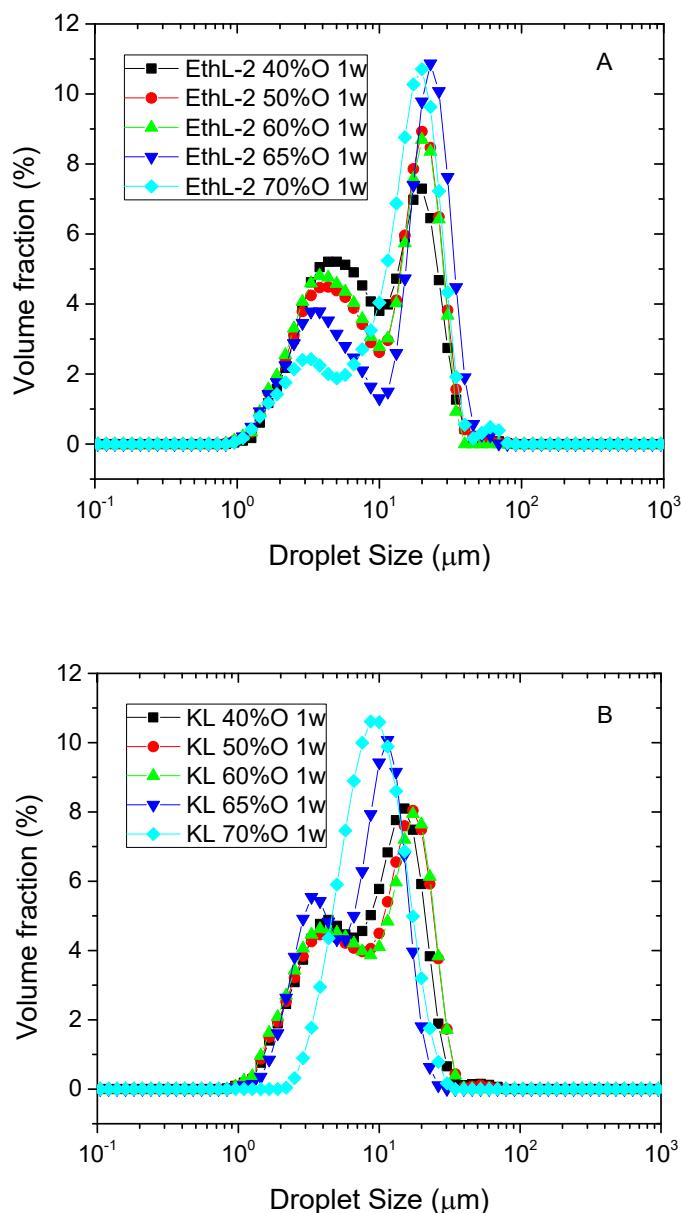 12
10
8
6
4
2
0
Volume fraction (%)
EthL-2 40%O 1w
EthL-2 50%O 1w
EthL-2 60%O 1w
EthL-2 65%O 1w
EthL-2 70%O 1w
A
10⁻¹ 10⁰ 10¹ 10² 10³
Droplet Size (μm)
12
10
8
6
4
2
0
Volume fraction (%)
KL 40%O 1w
KL 50%O 1w
KL 60%O 1w
KL 65%O 1w
KL 70%O 1w
B
10⁻¹ 10⁰ 10¹ 10² 10³
Droplet Size (μm)